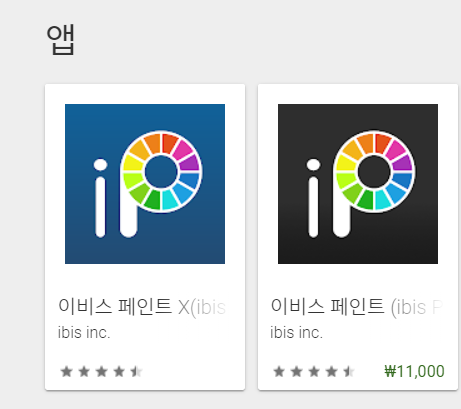 앱
iP
이비스 페인트 X(ibis
ibis inc.
iP
이비스 페인트 (ibis P
ibis inc.
₩11,000